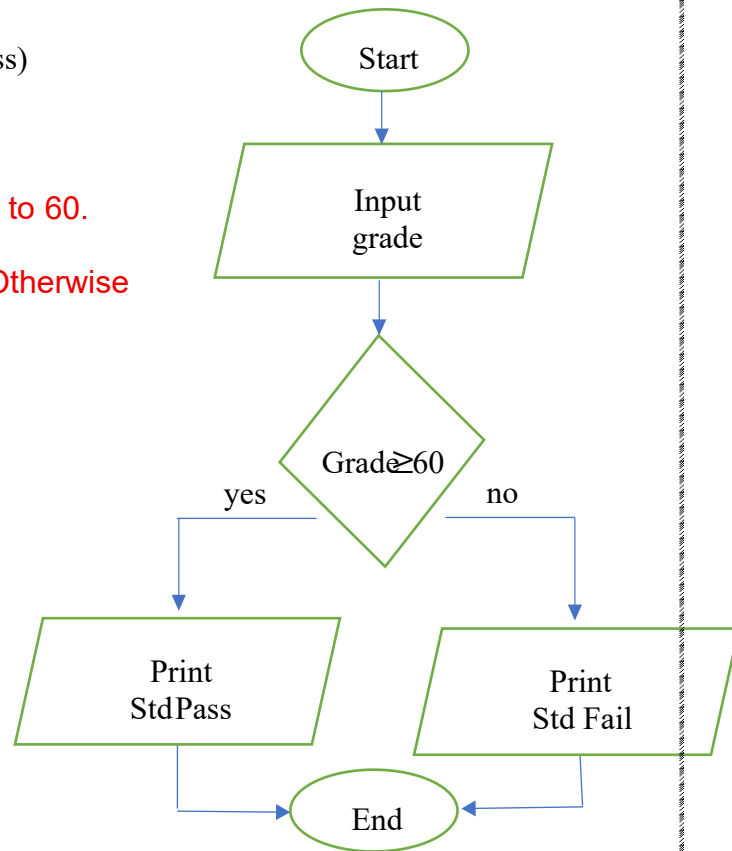 Start
ss)
Input
grade
to 60.
Otherwise
Grade≥60
yes
no
Print
StdPass
Print
Std Fail
End